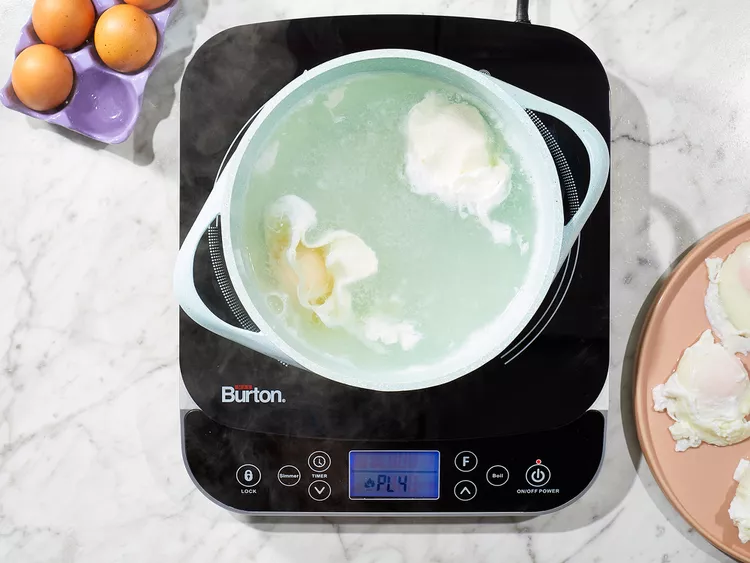 Burton.
LOCK
Simmer
TIMER
PL4
F
Boil
ON/OFF POWER